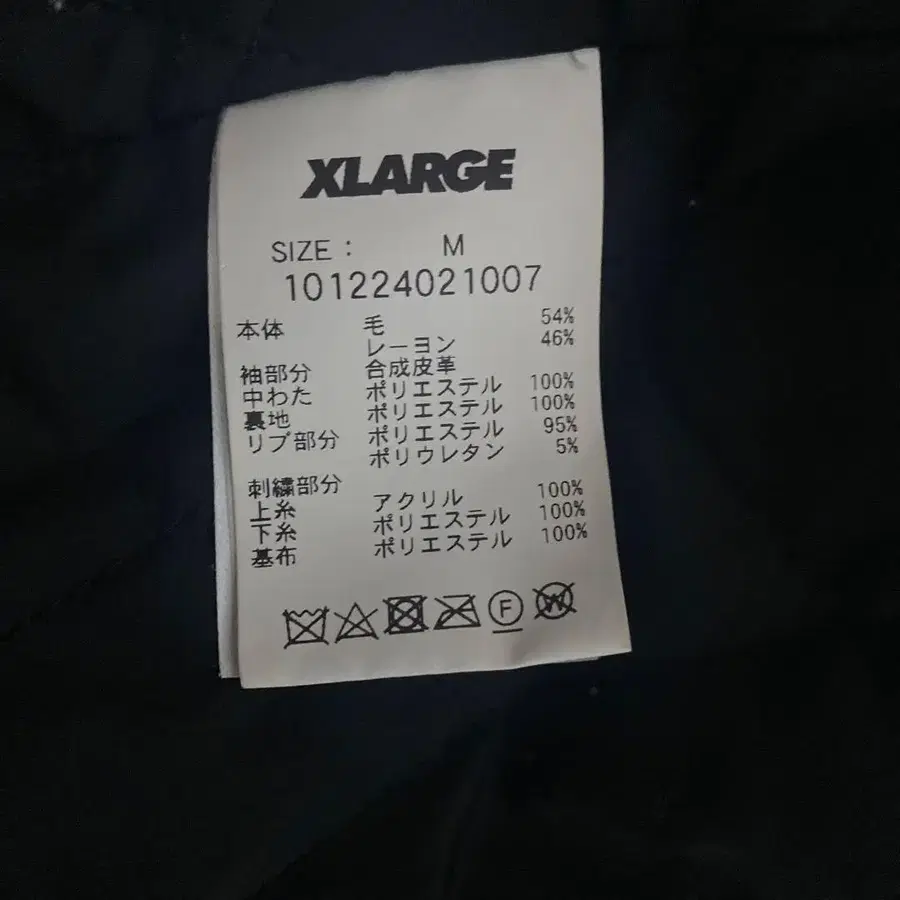 XLARGE
SIZE : M
101224021007
本体 毛 54%
レーヨン 46%
袖部分 合成皮革
中わた ポリエステル 100%
裏地 ポリエステル 100%
リブ部分 ポリエステル 95%
ポリウレタン 5%
刺繍部分
上糸 アクリル 100%
下糸 ポリエステル 100%
基布 ポリエステル 100%
F W